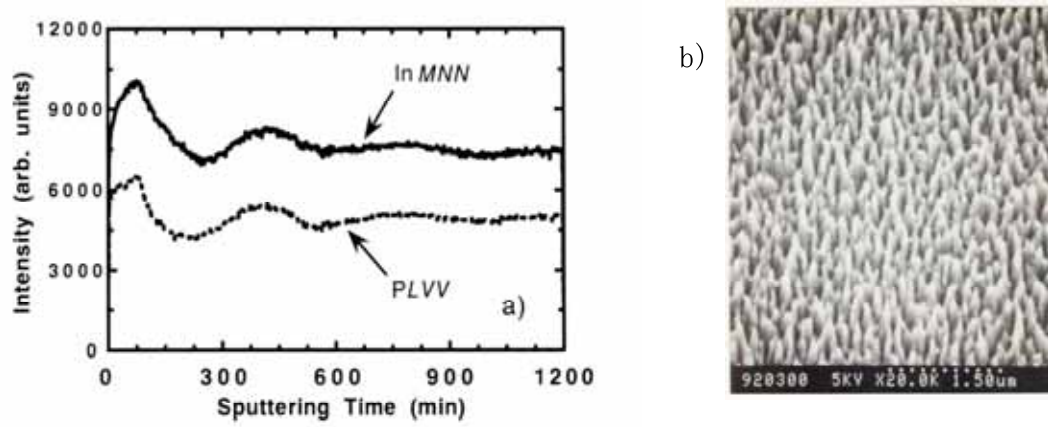 12000
9000
6000
3000
0
Intensity (arb. units)
In MNN
P LVV
a)
0 300 600 900 1200
Sputtering Time (min)
b)
920300 5KV X20.0K 1.50um